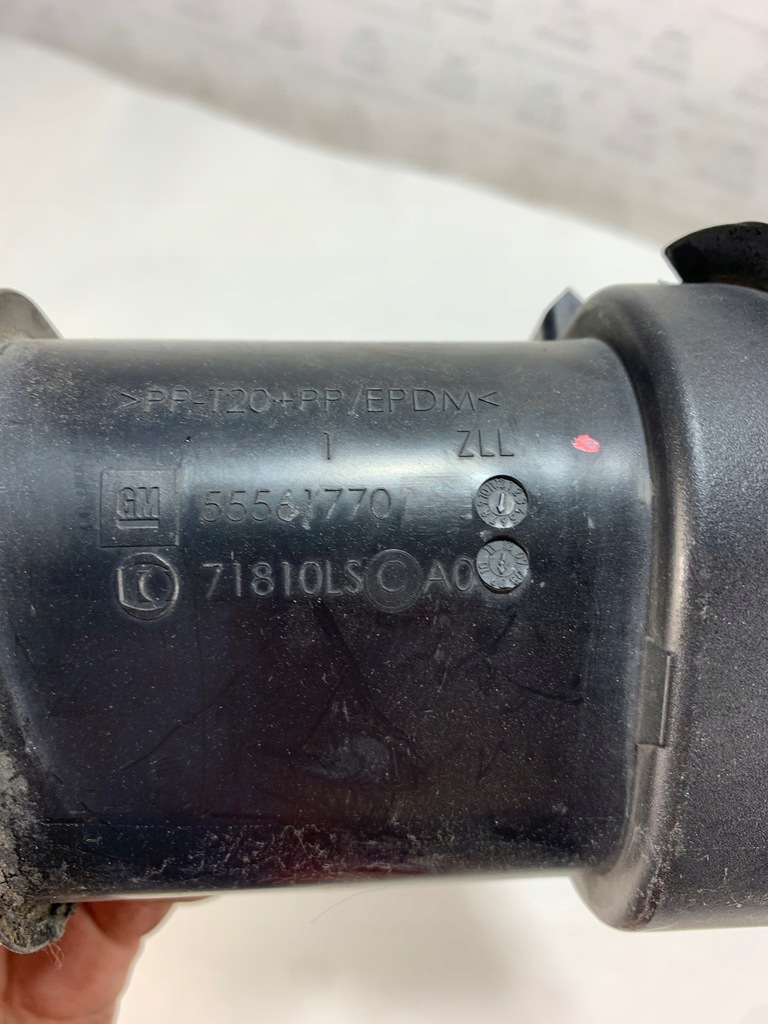 >PP-T20+PP/EPDM<
1 ZLL
GM 55561770
71810LS C A0